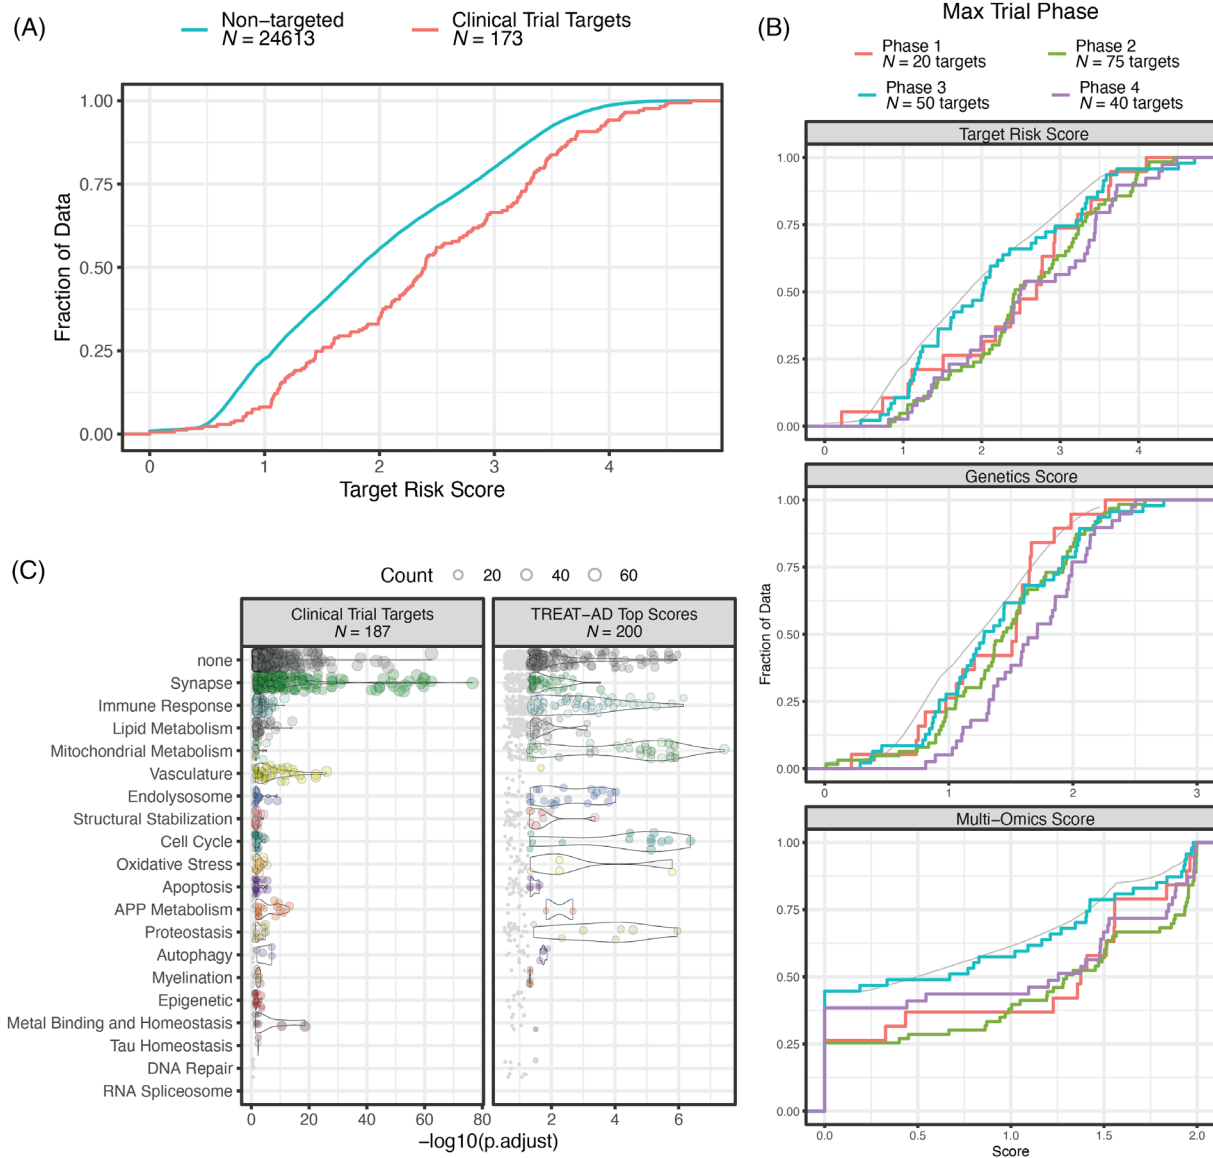 (A)
Non−targeted
N = 24613
Clinical Trial Targets
N = 173
Fraction of Data
1.00
0.75
0.50
0.25
0.00
0 1 2 3 4
Target Risk Score
(B)
Max Trial Phase
Phase 1
N = 20 targets
Phase 2
N = 75 targets
Phase 3
N = 50 targets
Phase 4
N = 40 targets
Target Risk Score
1.00
0.75
0.50
0.25
0.00
0 1 2 3 4
Genetics Score
Fraction of Data
1.00
0.75
0.50
0.25
0.00
0 1 2 3
Multi−Omics Score
1.00
0.75
0.50
0.25
0.00
0.0 0.5 1.0 1.5 2.0
Score
(C)
Count 20 40 60
Clinical Trial Targets
N = 187
TREAT−AD Top Scores
N = 200
none
Synapse
Immune Response
Lipid Metabolism
Mitochondrial Metabolism
Vasculature
Endolysosome
Structural Stabilization
Cell Cycle
Oxidative Stress
Apoptosis
APP Metabolism
Proteostasis
Autophagy
Myelination
Epigenetic
Metal Binding and Homeostasis
Tau Homeostasis
DNA Repair
RNA Spliceosome
0 20 40 60 80
2 4 6
−log10(p.adjust)